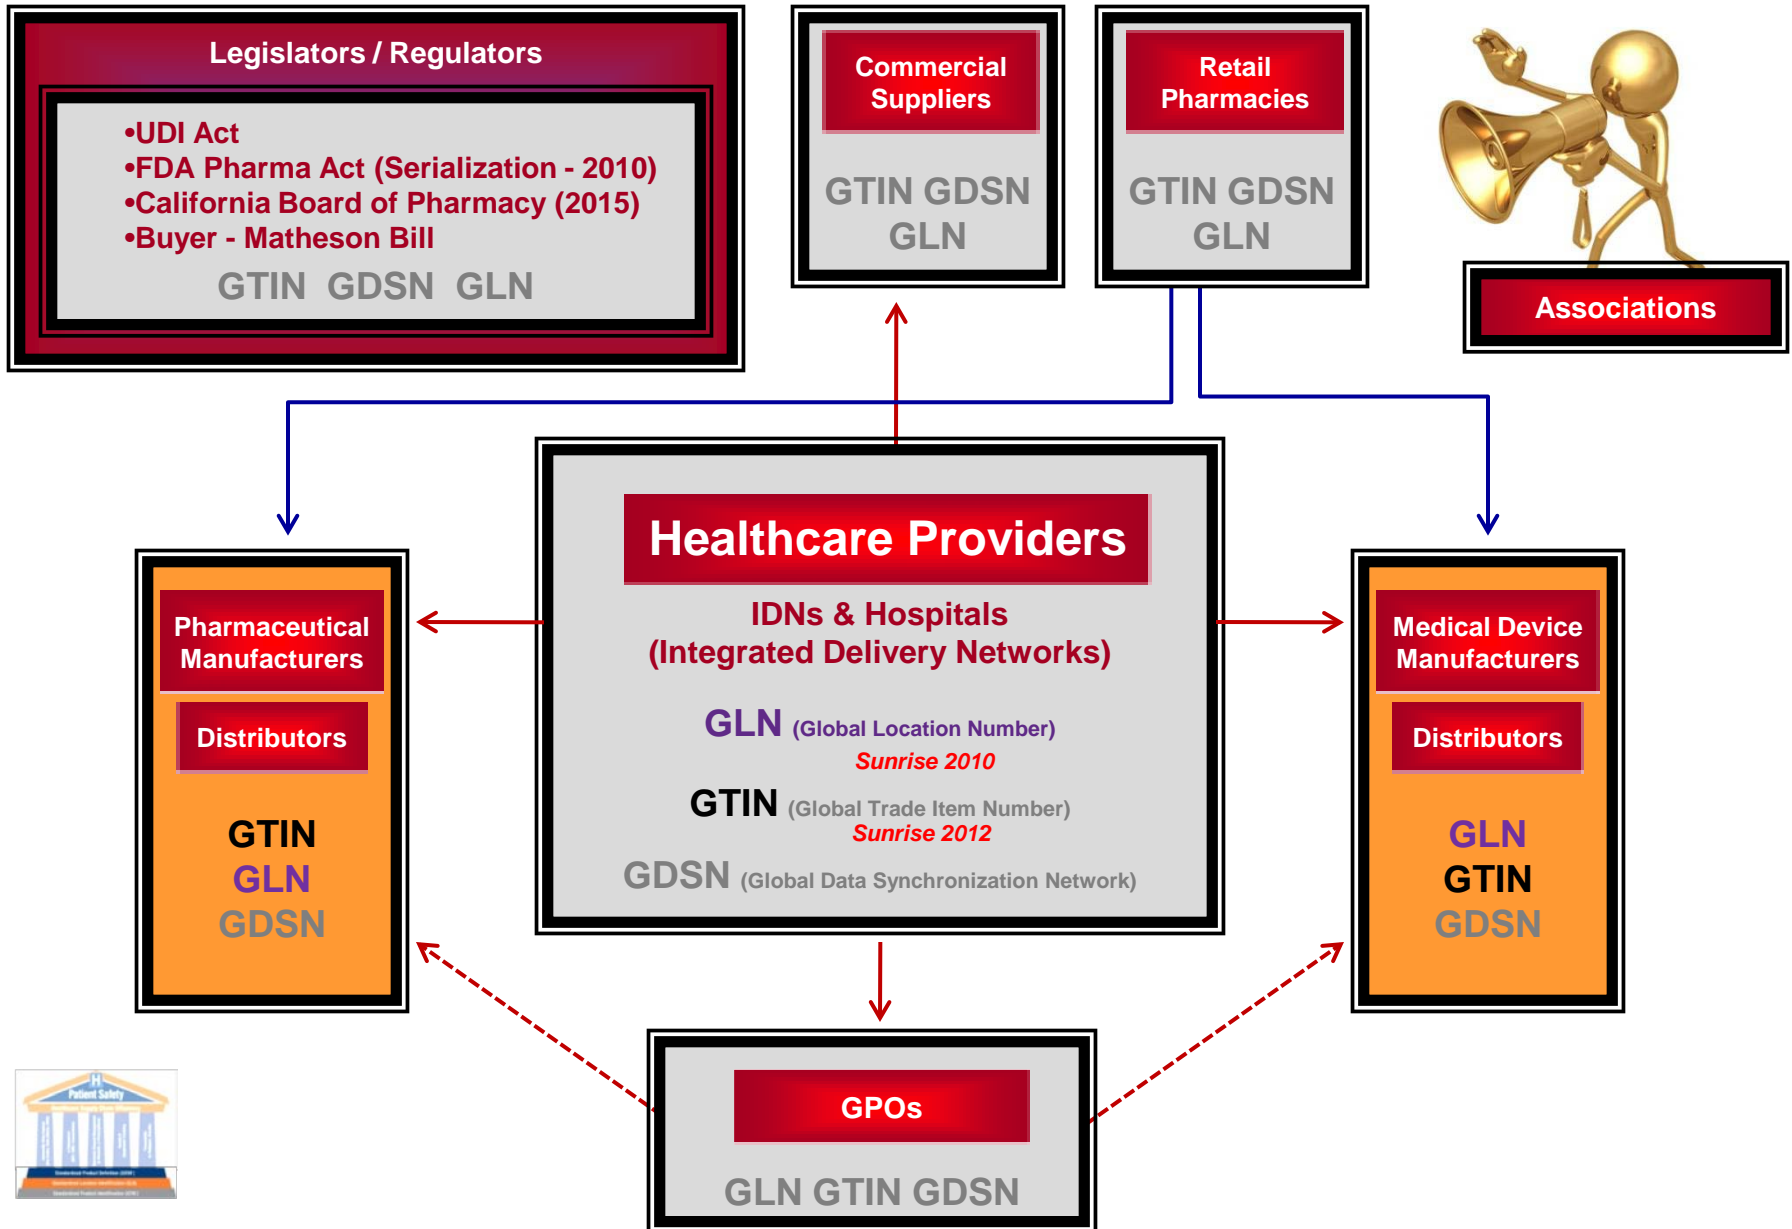 Legislators / Regulators
•UDI Act
•FDA Pharma Act (Serialization - 2010)
•California Board of Pharmacy (2015)
•Buyer - Matheson Bill
GTIN GDSN GLN
Commercial
Suppliers
GTIN GDSN
GLN
Retail
Pharmacies
GTIN GDSN
GLN
Associations
Healthcare Providers
IDNs & Hospitals
(Integrated Delivery Networks)
GLN (Global Location Number)
Sunrise 2010
GTIN (Global Trade Item Number)
Sunrise 2012
GDSN (Global Data Synchronization Network)
Pharmaceutical
Manufacturers
Distributors
GTIN
GLN
GDSN
Medical Device
Manufacturers
Distributors
GLN
GTIN
GDSN
GPOs
GLN GTIN GDSN
H
Patient Safety